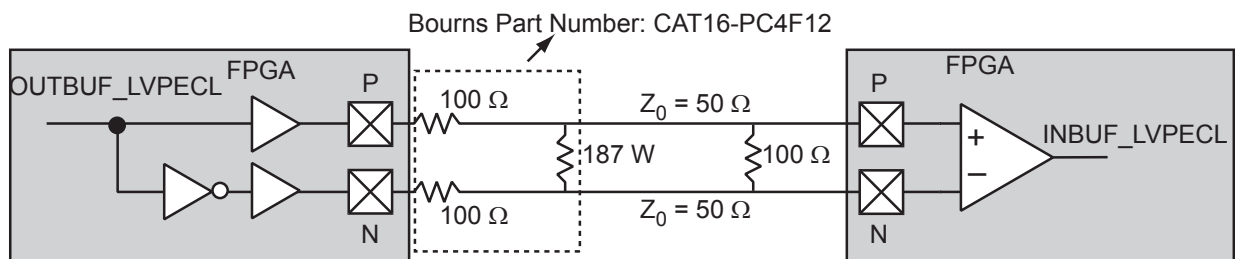 Bourns Part Number: CAT16-PC4F12
FPGA
OUTBUF_LVPECL
P
100 Ω
Z0 = 50 Ω
187 W
100 Ω
100 Ω
Z0 = 50 Ω
N
FPGA
P
+
−
INBUF_LVPECL
N